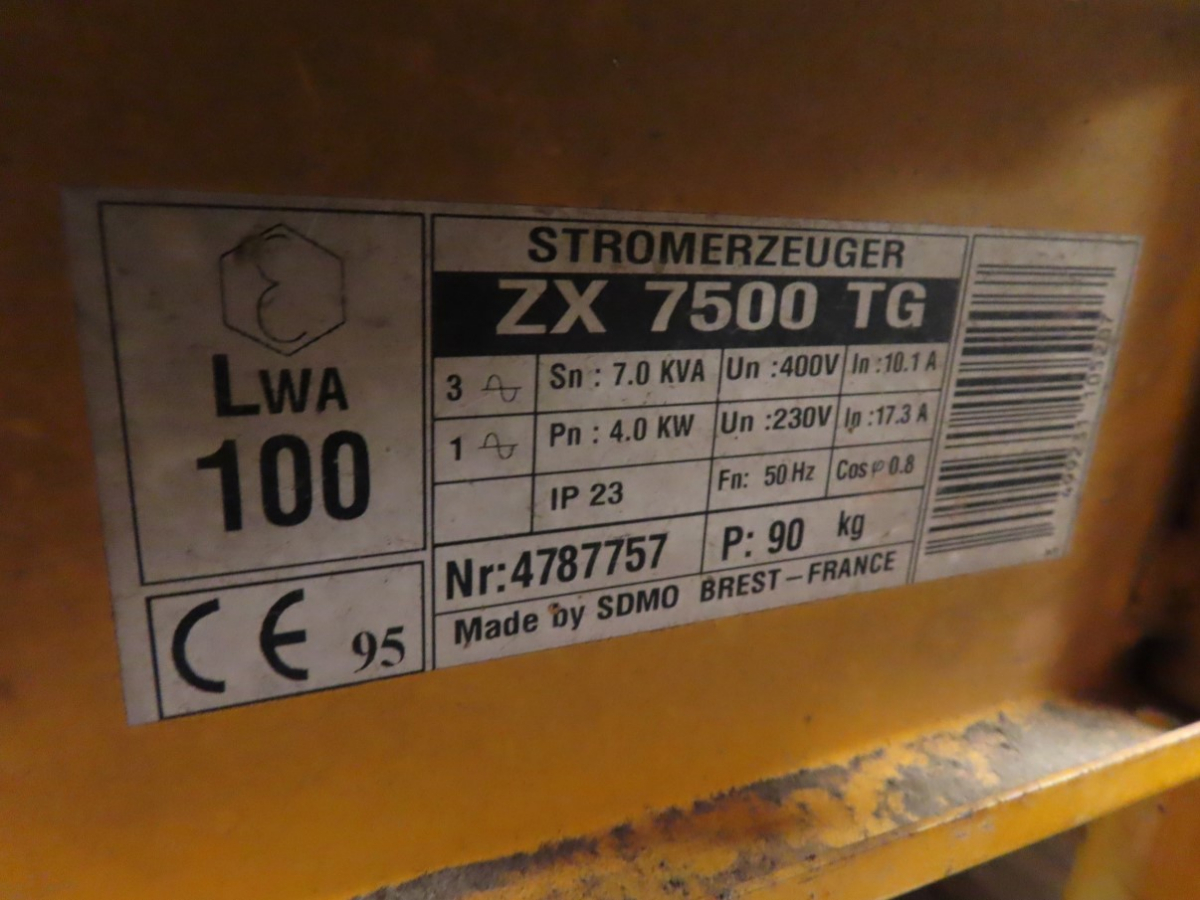 LWA
100
CE 95
STROMERZEUGER
ZX 7500 TG
3 Sn : 7.0 KVA Un :400V In :10.1 A
1 Pn : 4.0 KW Un :230V In :17.3 A
IP 23 Fn: 50 Hz Cos φ 0.8
Nr:4787757 P: 90 kg
Made by SDMO BREST–FRANCE